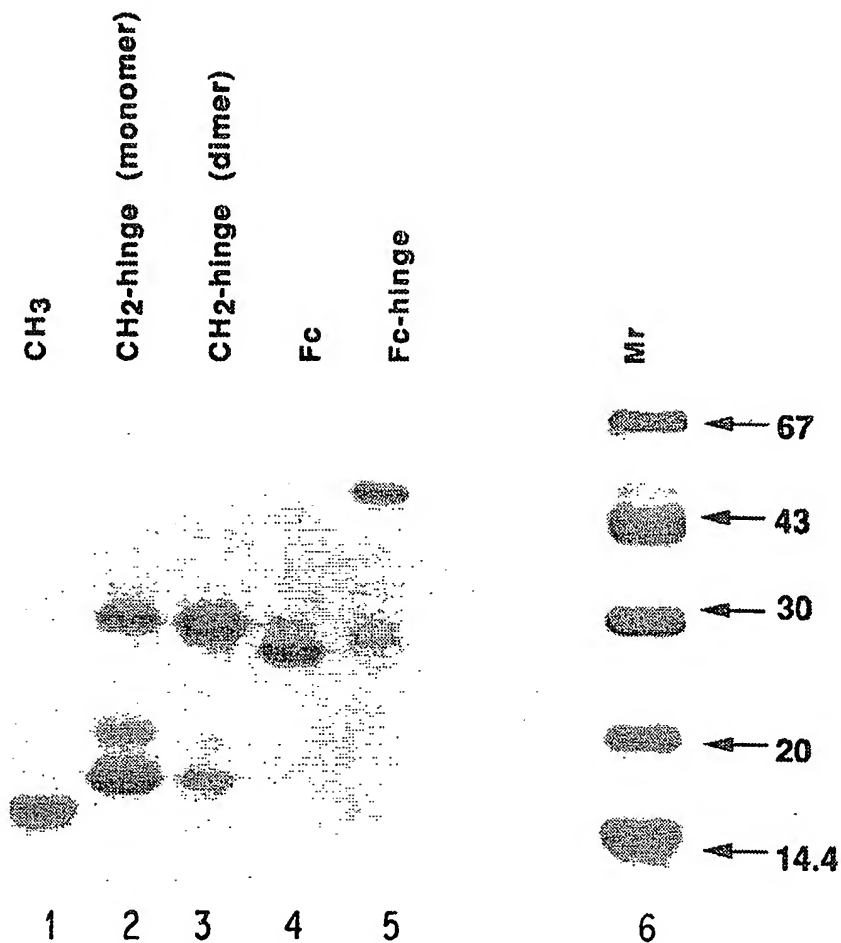 CH3
CH2-hinge (monomer)
CH2-hinge (dimer)
Fc
Fc-hinge
Mr
67
43
30
20
14.4
1 2 3 4 5 6